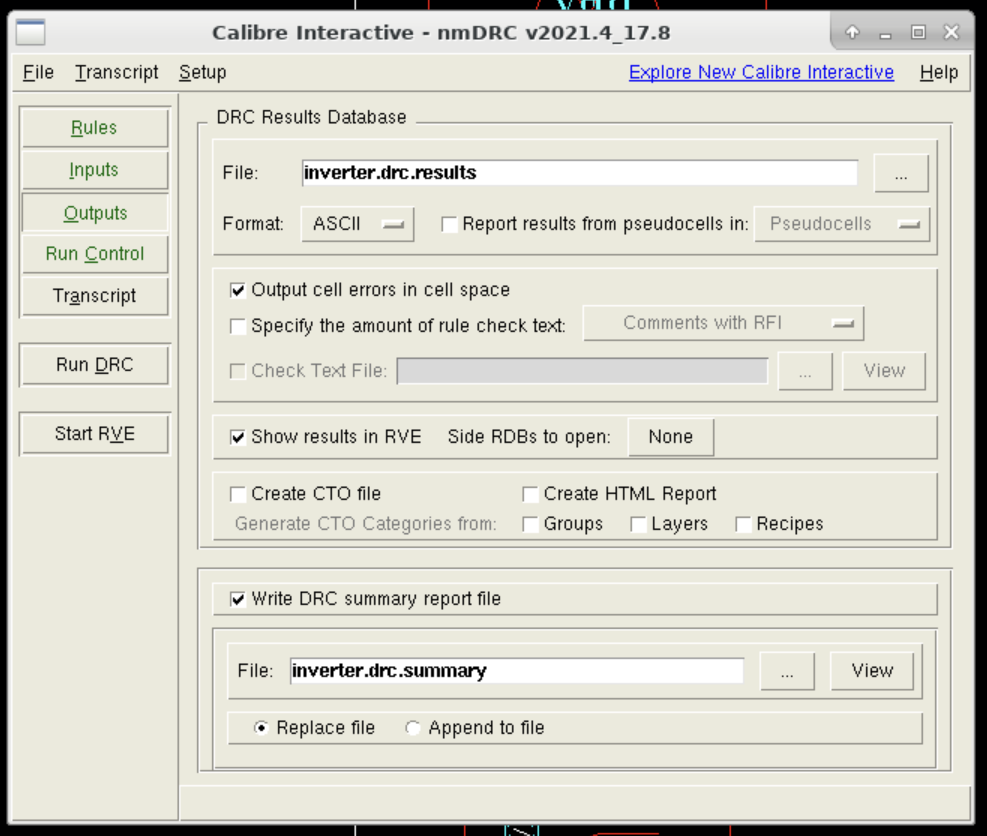 Calibre Interactive - nmDRC v2021.4_17.8
File Transcript Setup Explore New Calibre Interactive Help
Rules
Inputs
Outputs
Run Control
Transcript
Run DRC
Start RVE
DRC Results Database
File: inverter.drc.results ...
Format: ASCII Report results from pseudocells in: Pseudocells
Output cell errors in cell space
Specify the amount of rule check text: Comments with RFI
Check Text File: ... View
Show results in RVE Side RDBs to open: None
Create CTO file Create HTML Report
Generate CTO Categories from: Groups Layers Recipes
Write DRC summary report file
File: inverter.drc.summary ... View
Replace file Append to file